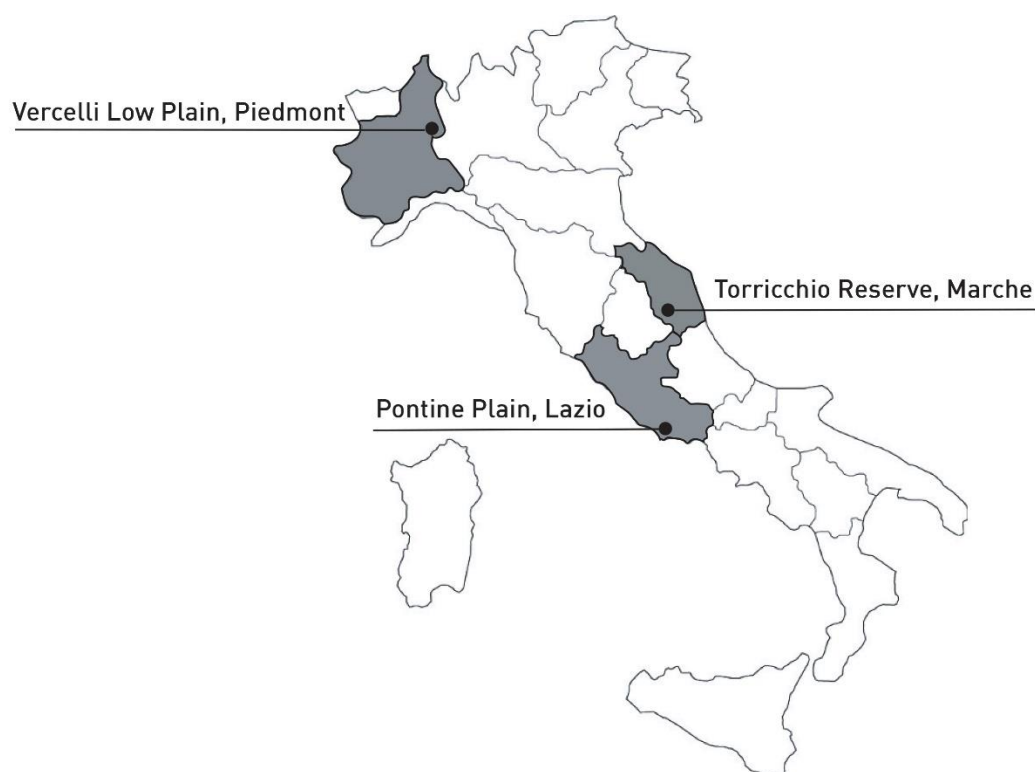 Vercelli Low Plain, Piedmont
Torricchio Reserve, Marche
Pontine Plain, Lazio